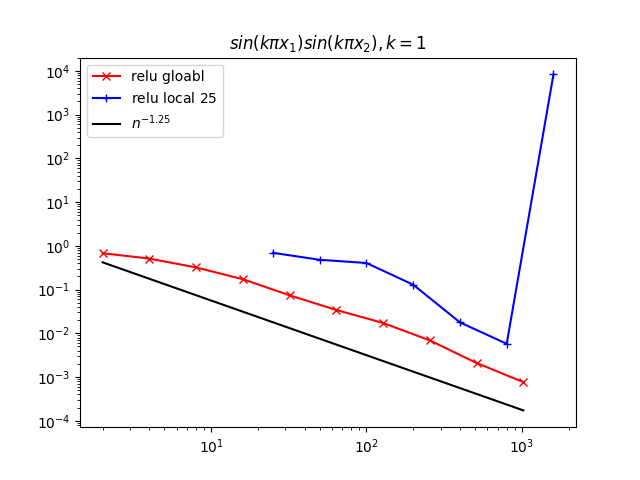 sin(kπx₁)sin(kπx₂), k = 1
relu gloabl
relu local 25
n⁻¹·²⁵
10⁴
10³
10²
10¹
10⁰
10⁻¹
10⁻²
10⁻³
10⁻⁴
10¹ 10² 10³